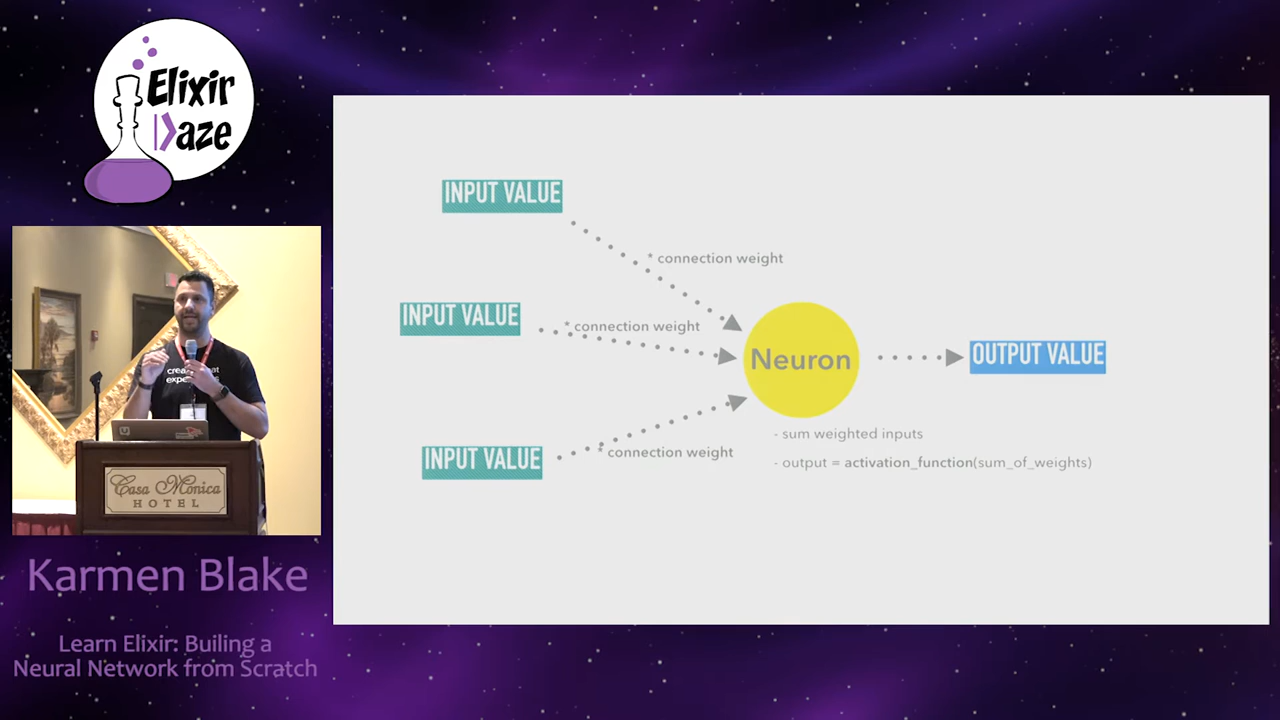 Elixir
|>aze
INPUT VALUE
* connection weight
INPUT VALUE
* connection weight
Neuron
OUTPUT VALUE
- sum weighted inputs
INPUT VALUE
* connection weight
- output = activation_function(sum_of_weights)
Casa Monica
HOTEL
Karmen Blake
Learn Elixir: Builing a
Neural Network from Scratch